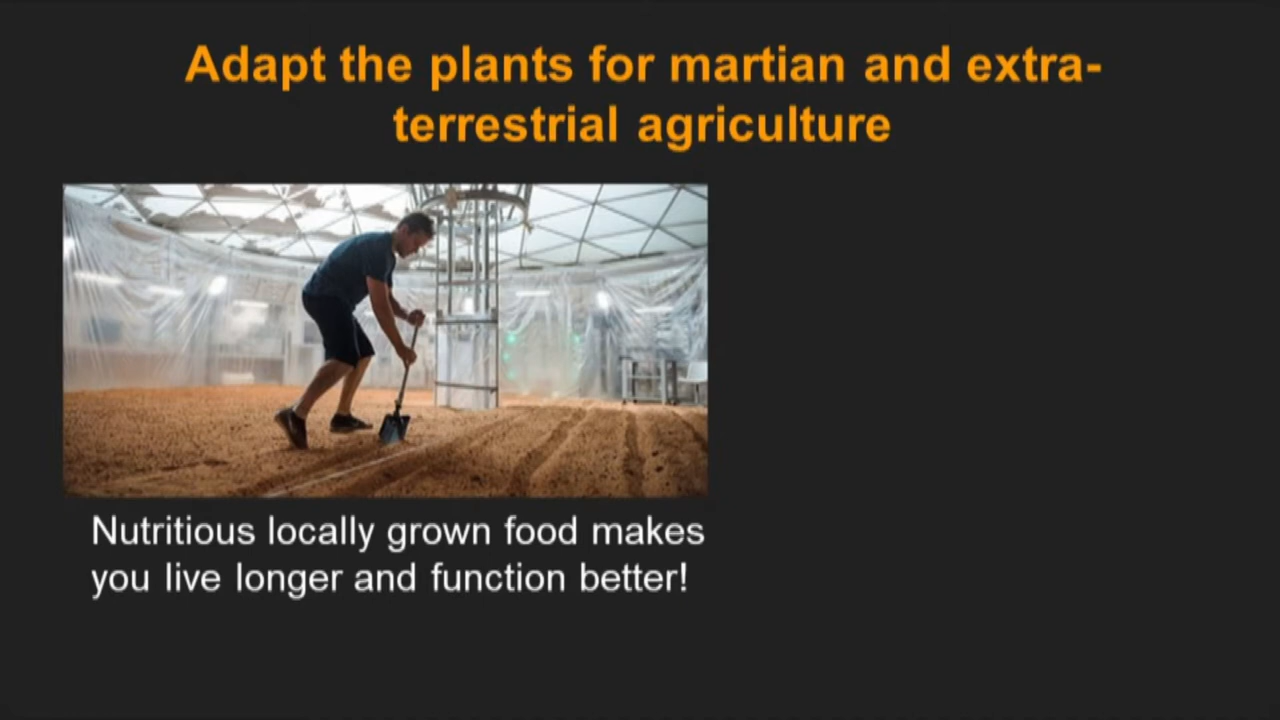 Adapt the plants for martian and extra-
terrestrial agriculture
Nutritious locally grown food makes
you live longer and function better!